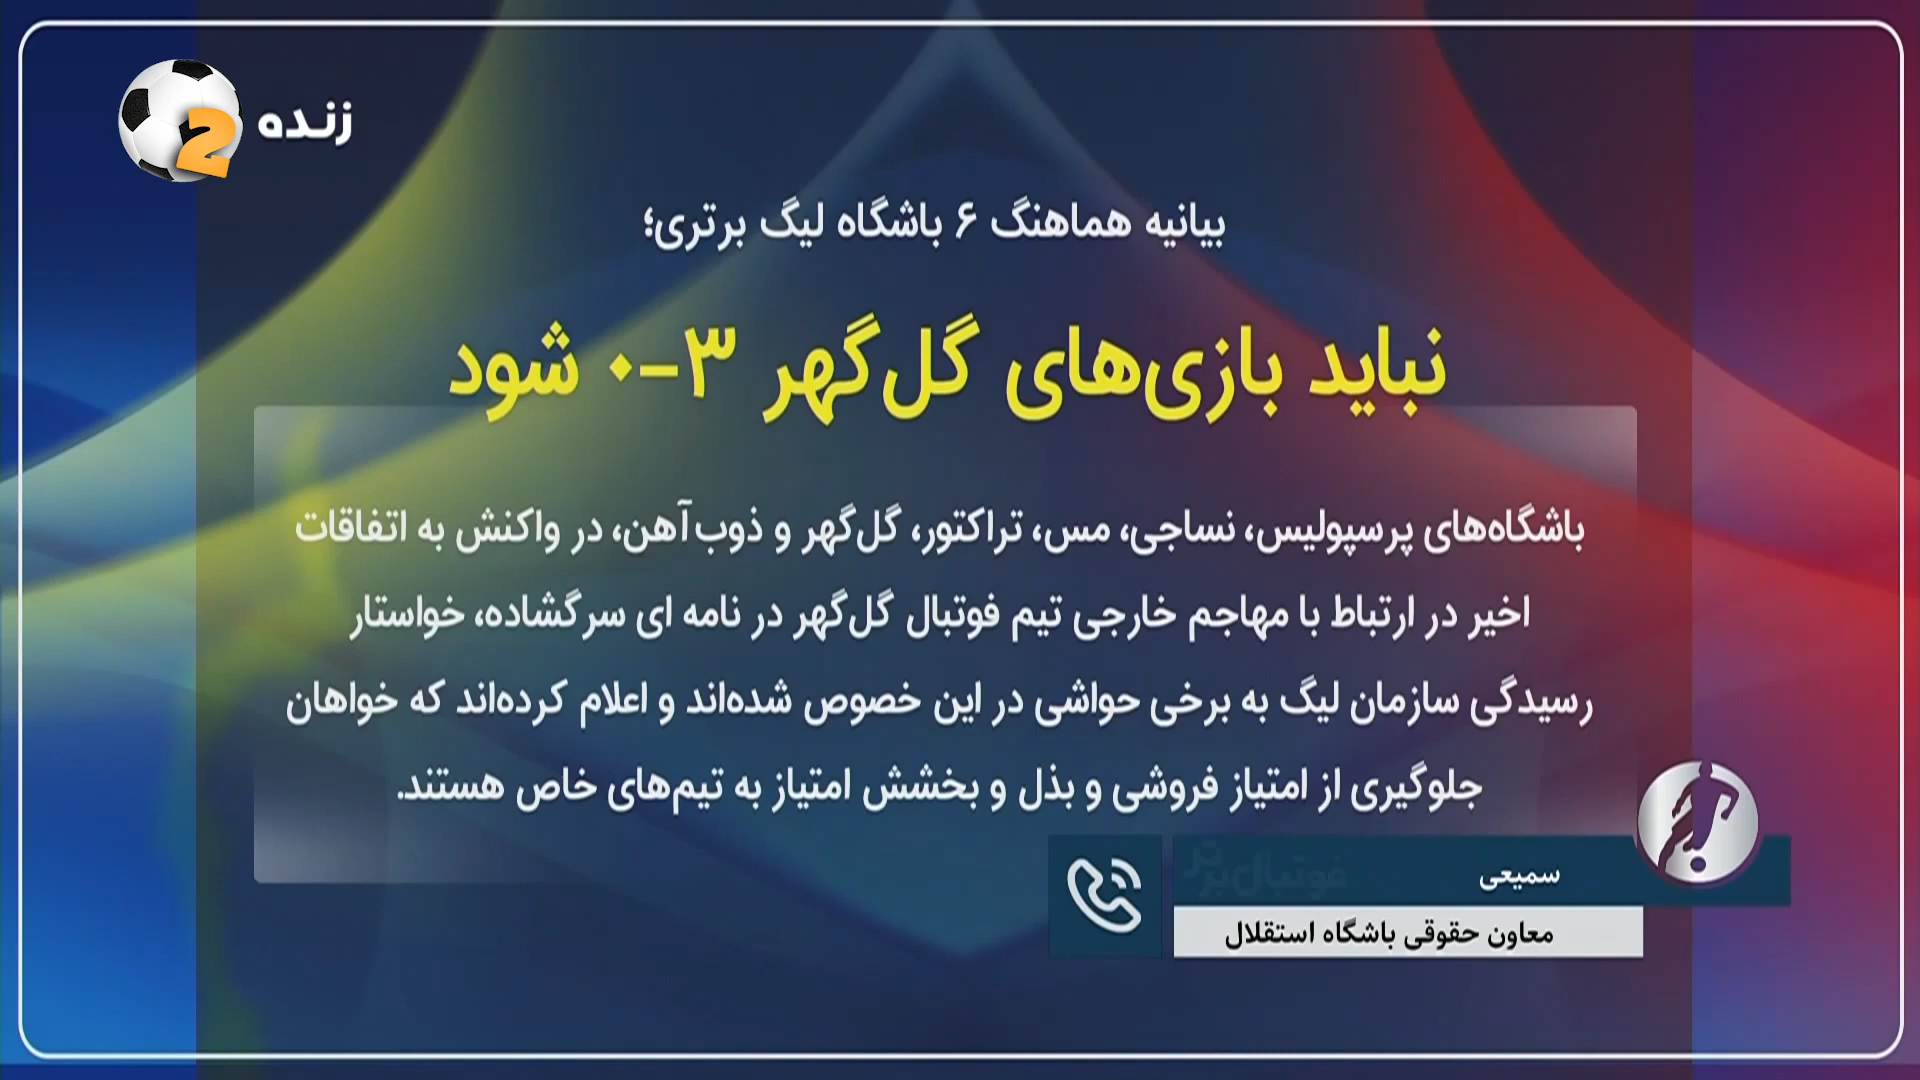 زنده
2
بیانیه هماهنگ ۶ باشگاه لیگ برتری؛
نباید بازی‌های گل‌گهر ۳-۰ شود
باشگاه‌های پرسپولیس، نساجی، مس، تراکتور، گل‌گهر و ذوب‌آهن، در واکنش به اتفاقات
اخیر در ارتباط با مهاجم خارجی تیم فوتبال گل‌گهر در نامه ای سرگشاده، خواستار
رسیدگی سازمان لیگ به برخی حواشی در این خصوص شده‌اند و اعلام کرده‌اند که خواهان
جلوگیری از امتیاز فروشی و بذل و بخشش امتیاز به تیم‌های خاص هستند.
سمیعی
فوتبال برتر
معاون حقوقی باشگاه استقلال